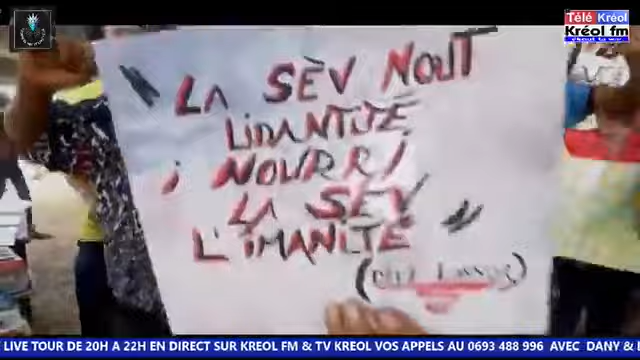 Télé Kréol
Kréol fm
" LA SÈV NOUT
LIDANTITÉ
i NOURRI
LA SEV
L'IMANITÉ "
LIVE TOUR DE 20H A 22H EN DIRECT SUR KREOL FM & TV KREOL VOS APPELS AU 0693 488 996 AVEC DANY &